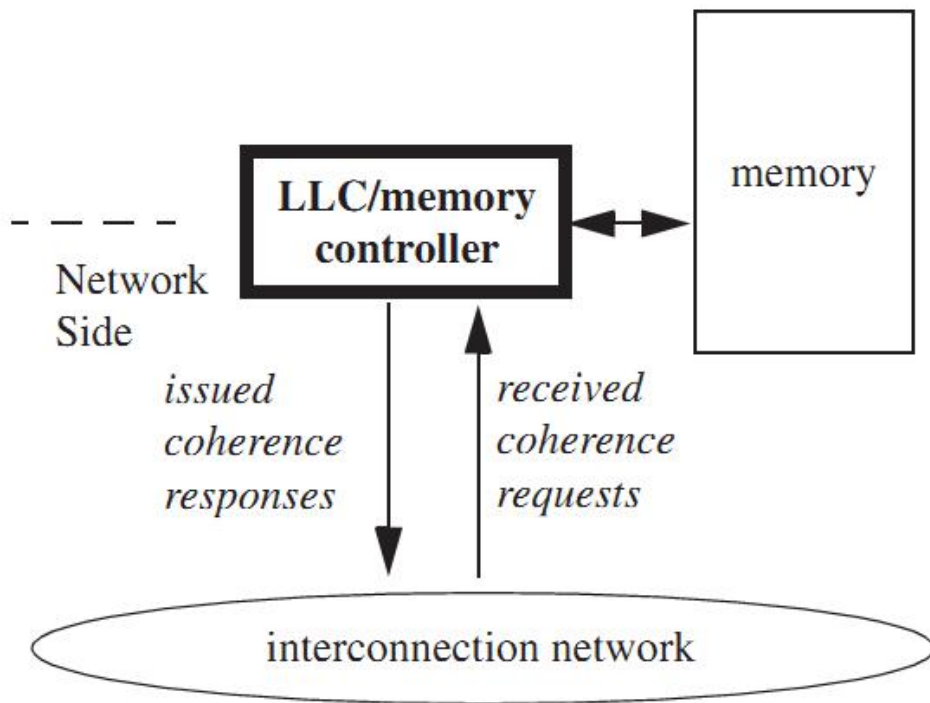 LLC/memory
controller
memory
Network
Side
issued
coherence
responses
received
coherence
requests
interconnection network